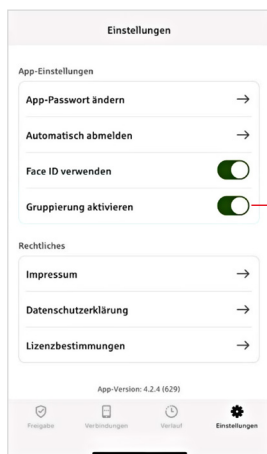 Einstellungen
App-Einstellungen
App-Passwort ändern
Automatisch abmelden
Face ID verwenden
Gruppierung aktivieren
Rechtliches
Impressum
Datenschutzerklärung
Lizenzbestimmungen
App-Version: 4.2.4 (629)
Freigabe Verbindungen Verlauf Einstellungen